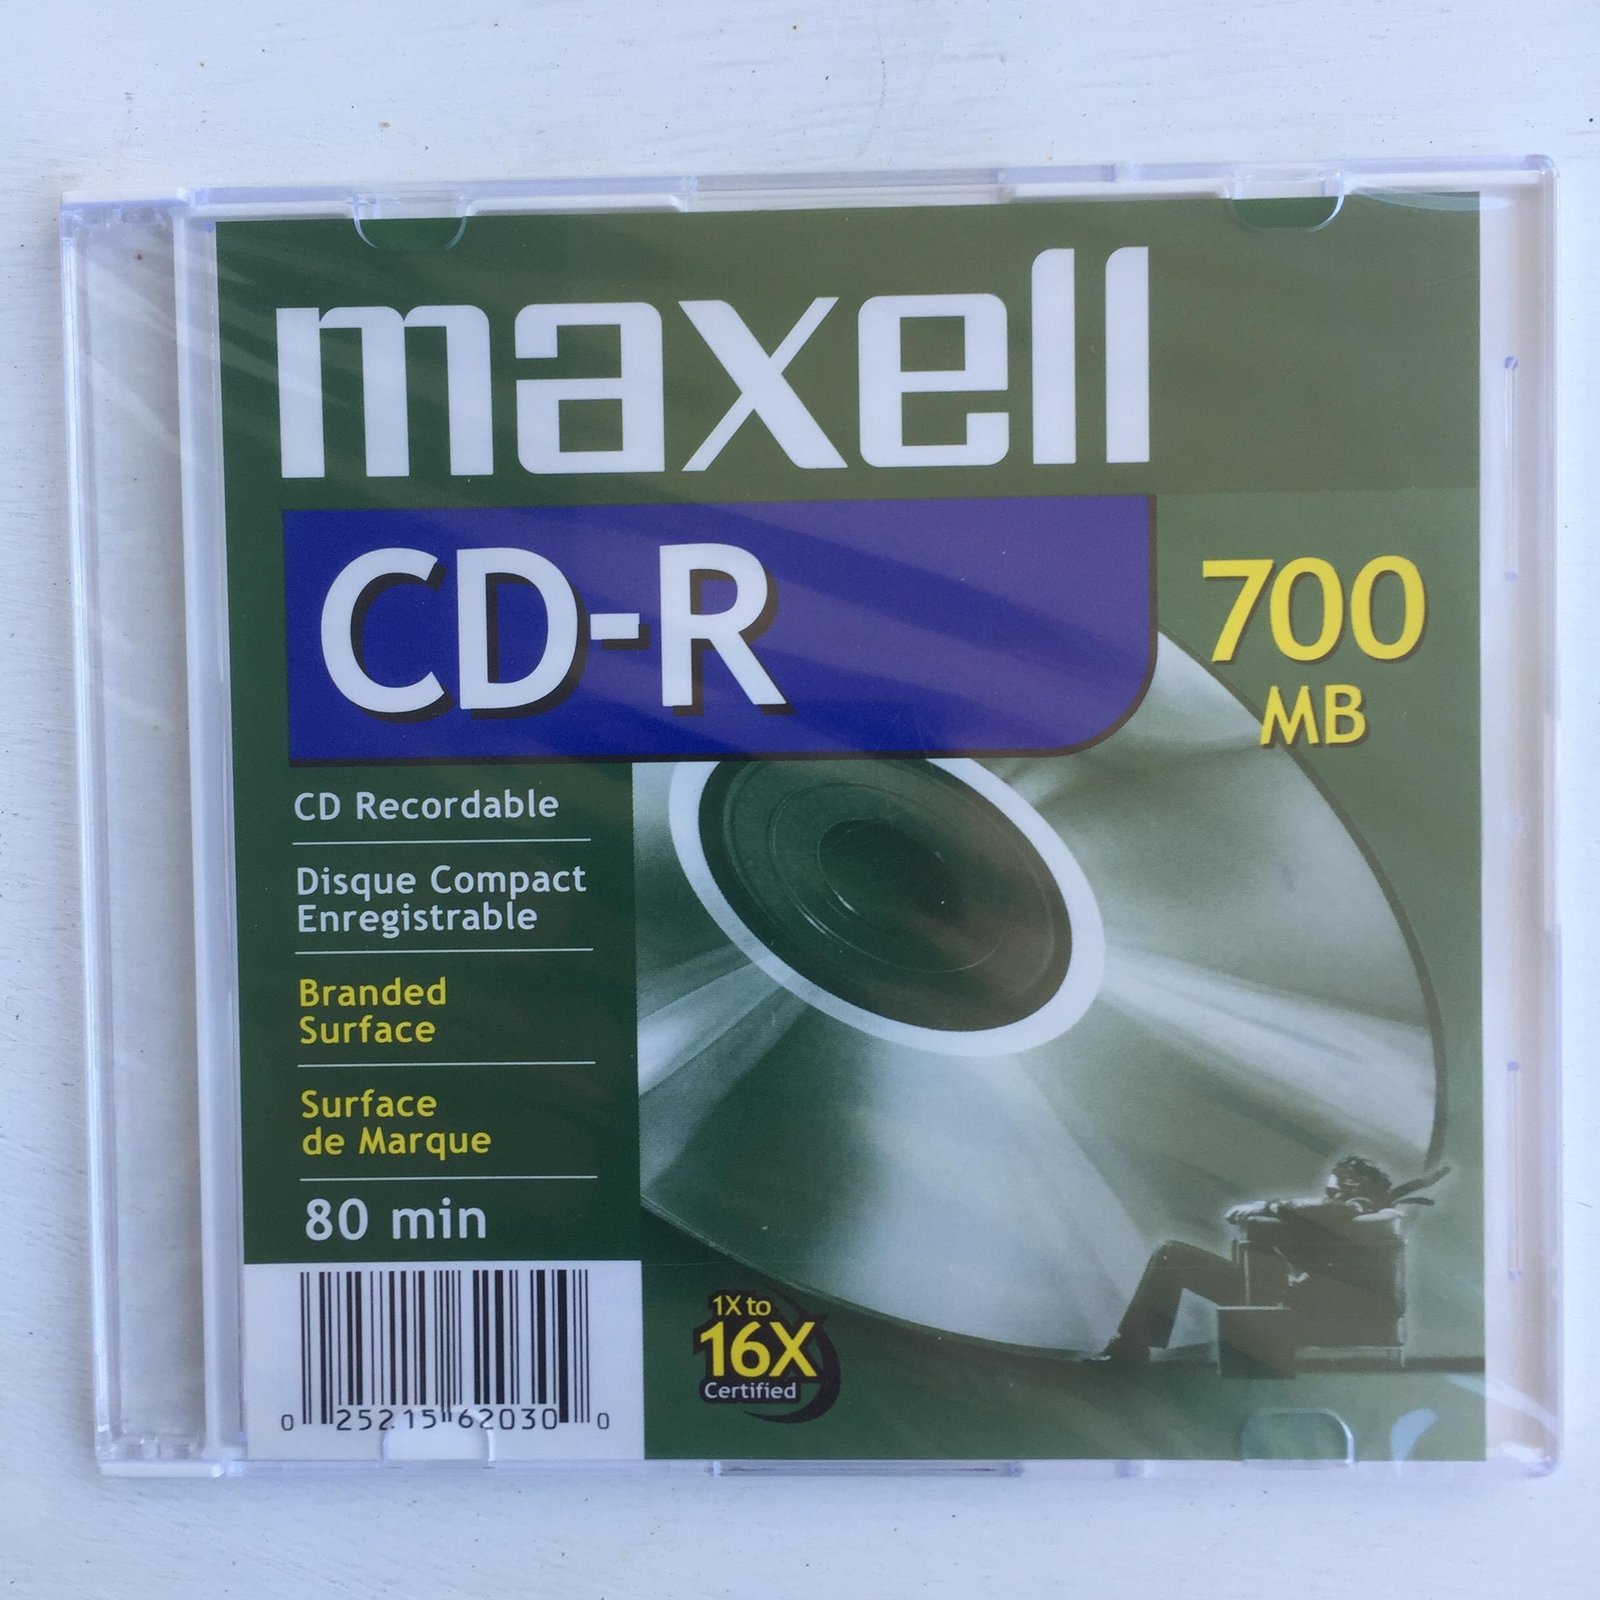 maxell
CD-R
700
MB
CD Recordable
Disque Compact
Enregistrable
Branded
Surface
Surface
de Marque
80 min
1X to
16X
Certified
0 25215 62030 0